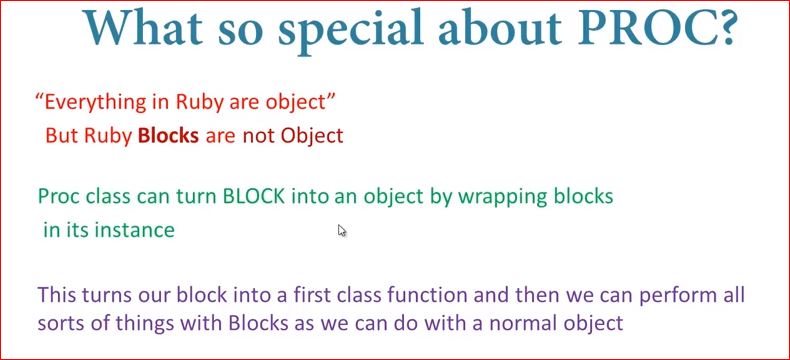 What so special about PROC?
“Everything in Ruby are object”
But Ruby Blocks are not Object
Proc class can turn BLOCK into an object by wrapping blocks
in its instance
This turns our block into a first class function and then we can perform all
sorts of things with Blocks as we can do with a normal object